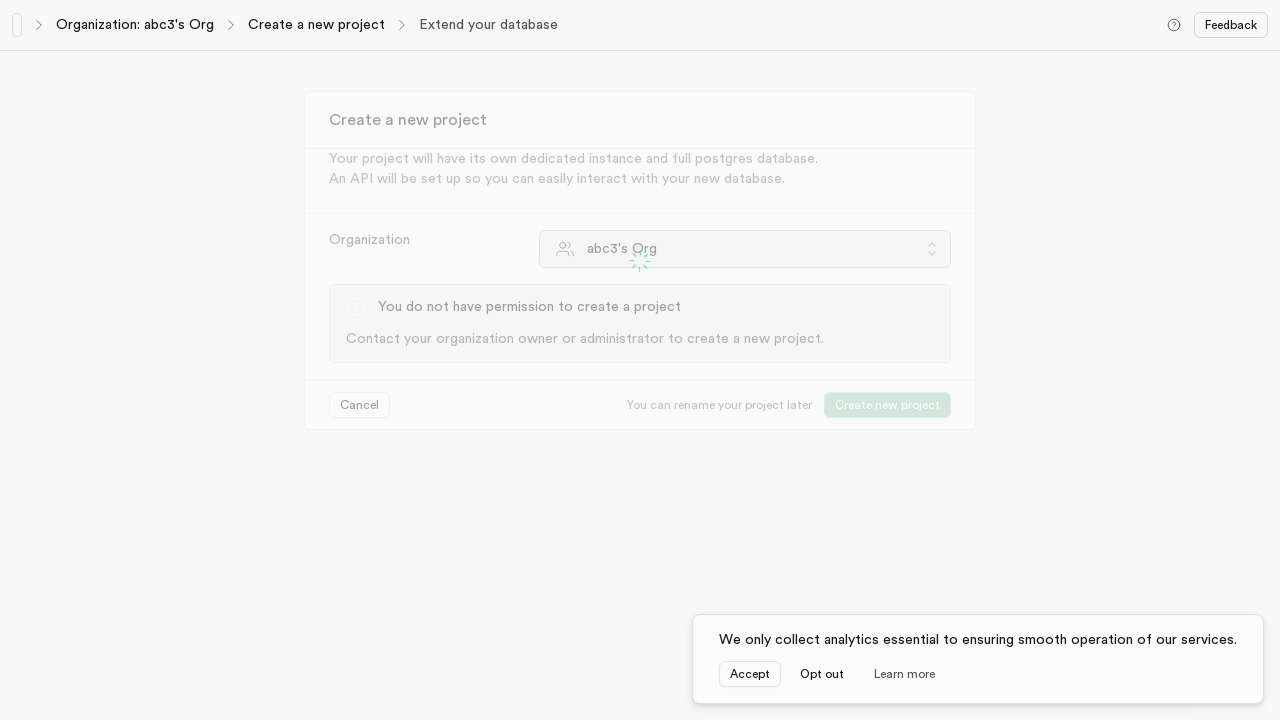 Organization: abc3's Org
Create a new project
Extend your database
Feedback
Create a new project
Your project will have its own dedicated instance and full postgres database.
An API will be set up so you can easily interact with your new database.
Organization
abc3's Org
You do not have permission to create a project
Contact your organization owner or administrator to create a new project.
Cancel
You can rename your project later
Create new project
We only collect analytics essential to ensuring smooth operation of our services.
Accept
Opt out
Learn more